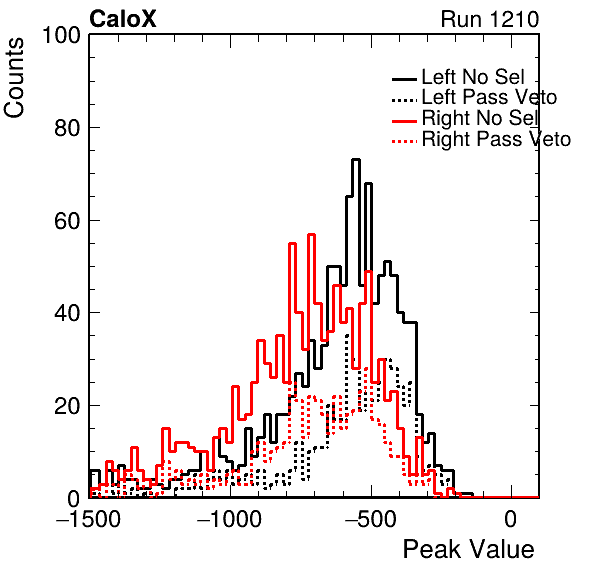 CaloX Run 1210
Counts
100
80
60
40
20
0
Left No Sel
Left Pass Veto
Right No Sel
Right Pass Veto
−1500 −1000 −500 0
Peak Value